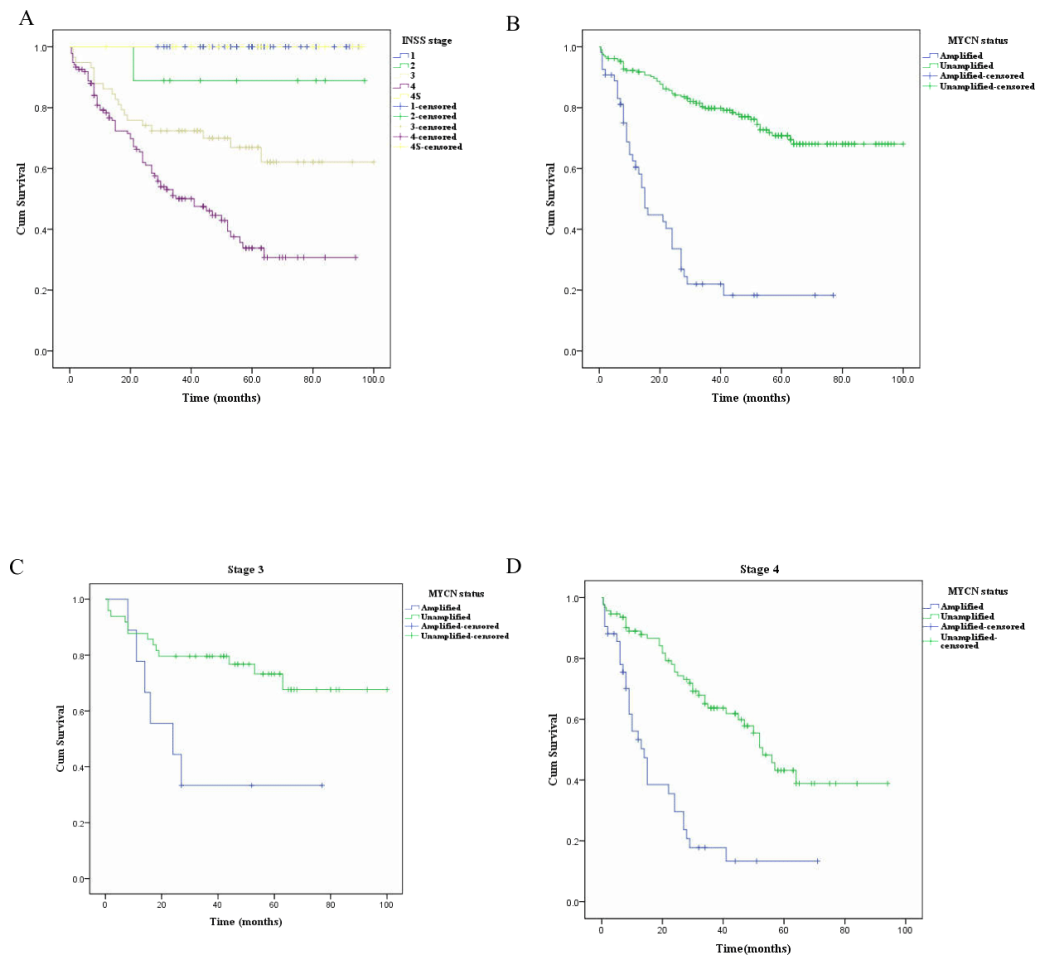 A
INSS stage
1
2
3
4
4S
1-censored
2-censored
3-censored
4-censored
4S-censored
Cum Survival
1.0
0.8
0.6
0.4
0.2
0.0
.0 20.0 40.0 60.0 80.0 100.0
Time (months)
B
MYCN status
Amplified
Unamplified
Amplified-censored
Unamplified-censored
Cum Survival
1.0
0.8
0.6
0.4
0.2
0.0
.0 20.0 40.0 60.0 80.0 100.0
Time (months)
C
Stage 3
MYCN status
Amplified
Unamplified
Amplified-censored
Unamplified-censored
Cum Survival
1.0
0.8
0.6
0.4
0.2
0.0
0 20 40 60 80 100
Time (months)
D
Stage 4
MYCN status
Amplified
Unamplified
Amplified-censored
Unamplified-
censored
Cum Survival
1.0
0.8
0.6
0.4
0.2
0.0
0 20 40 60 80 100
Time(months)